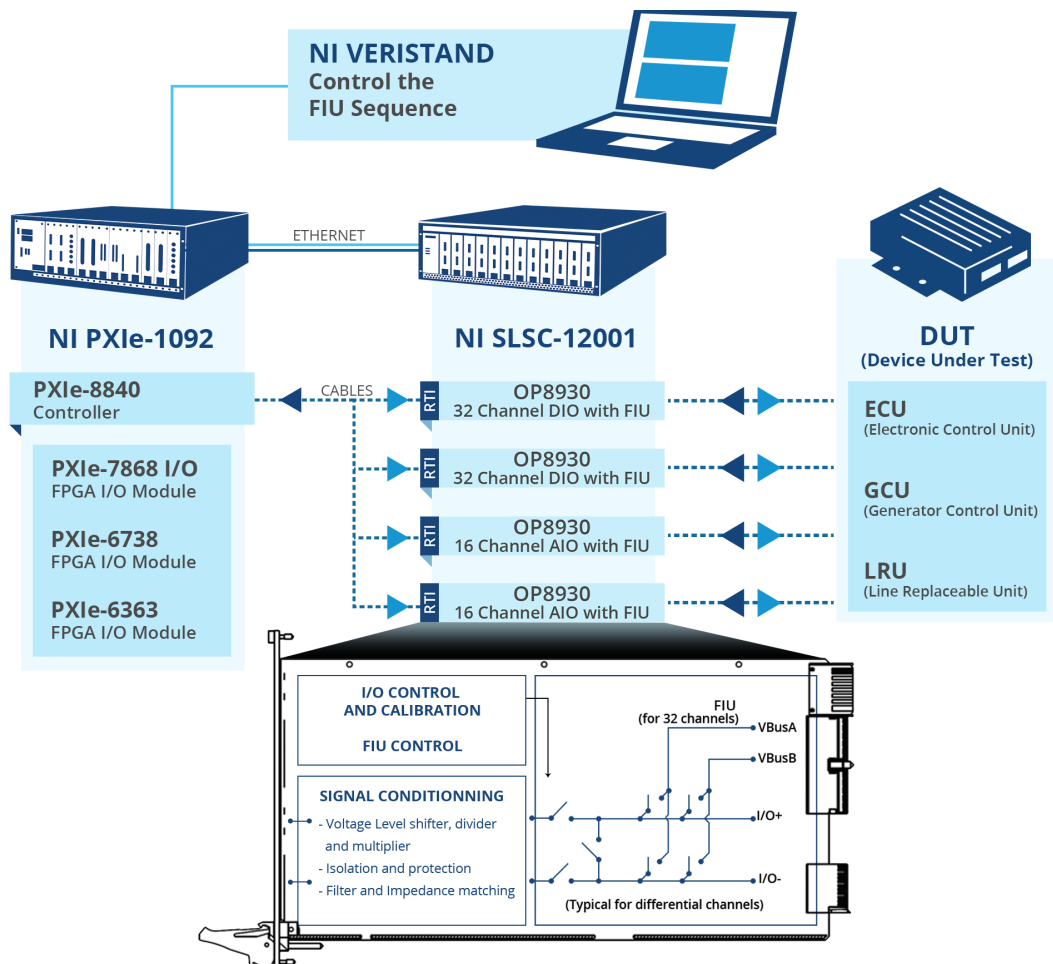 NI VERISTAND
Control the
FIU Sequence
ETHERNET
NI PXIe-1092
PXIe-8840
Controller
PXIe-7868 I/O
FPGA I/O Module
PXIe-6738
FPGA I/O Module
PXIe-6363
FPGA I/O Module
CABLES
NI SLSC-12001
RTI
OP8930
32 Channel DIO with FIU
RTI
OP8930
32 Channel DIO with FIU
RTI
OP8930
16 Channel AIO with FIU
RTI
OP8930
16 Channel AIO with FIU
DUT
(Device Under Test)
ECU
(Electronic Control Unit)
GCU
(Generator Control Unit)
LRU
(Line Replaceable Unit)
I/O CONTROL
AND CALIBRATION
FIU CONTROL
SIGNAL CONDITIONNING
- Voltage Level shifter, divider
and multiplier
- Isolation and protection
- Filter and Impedance matching
FIU
(for 32 channels)
VBusA
VBusB
I/O+
I/O-
(Typical for differential channels)